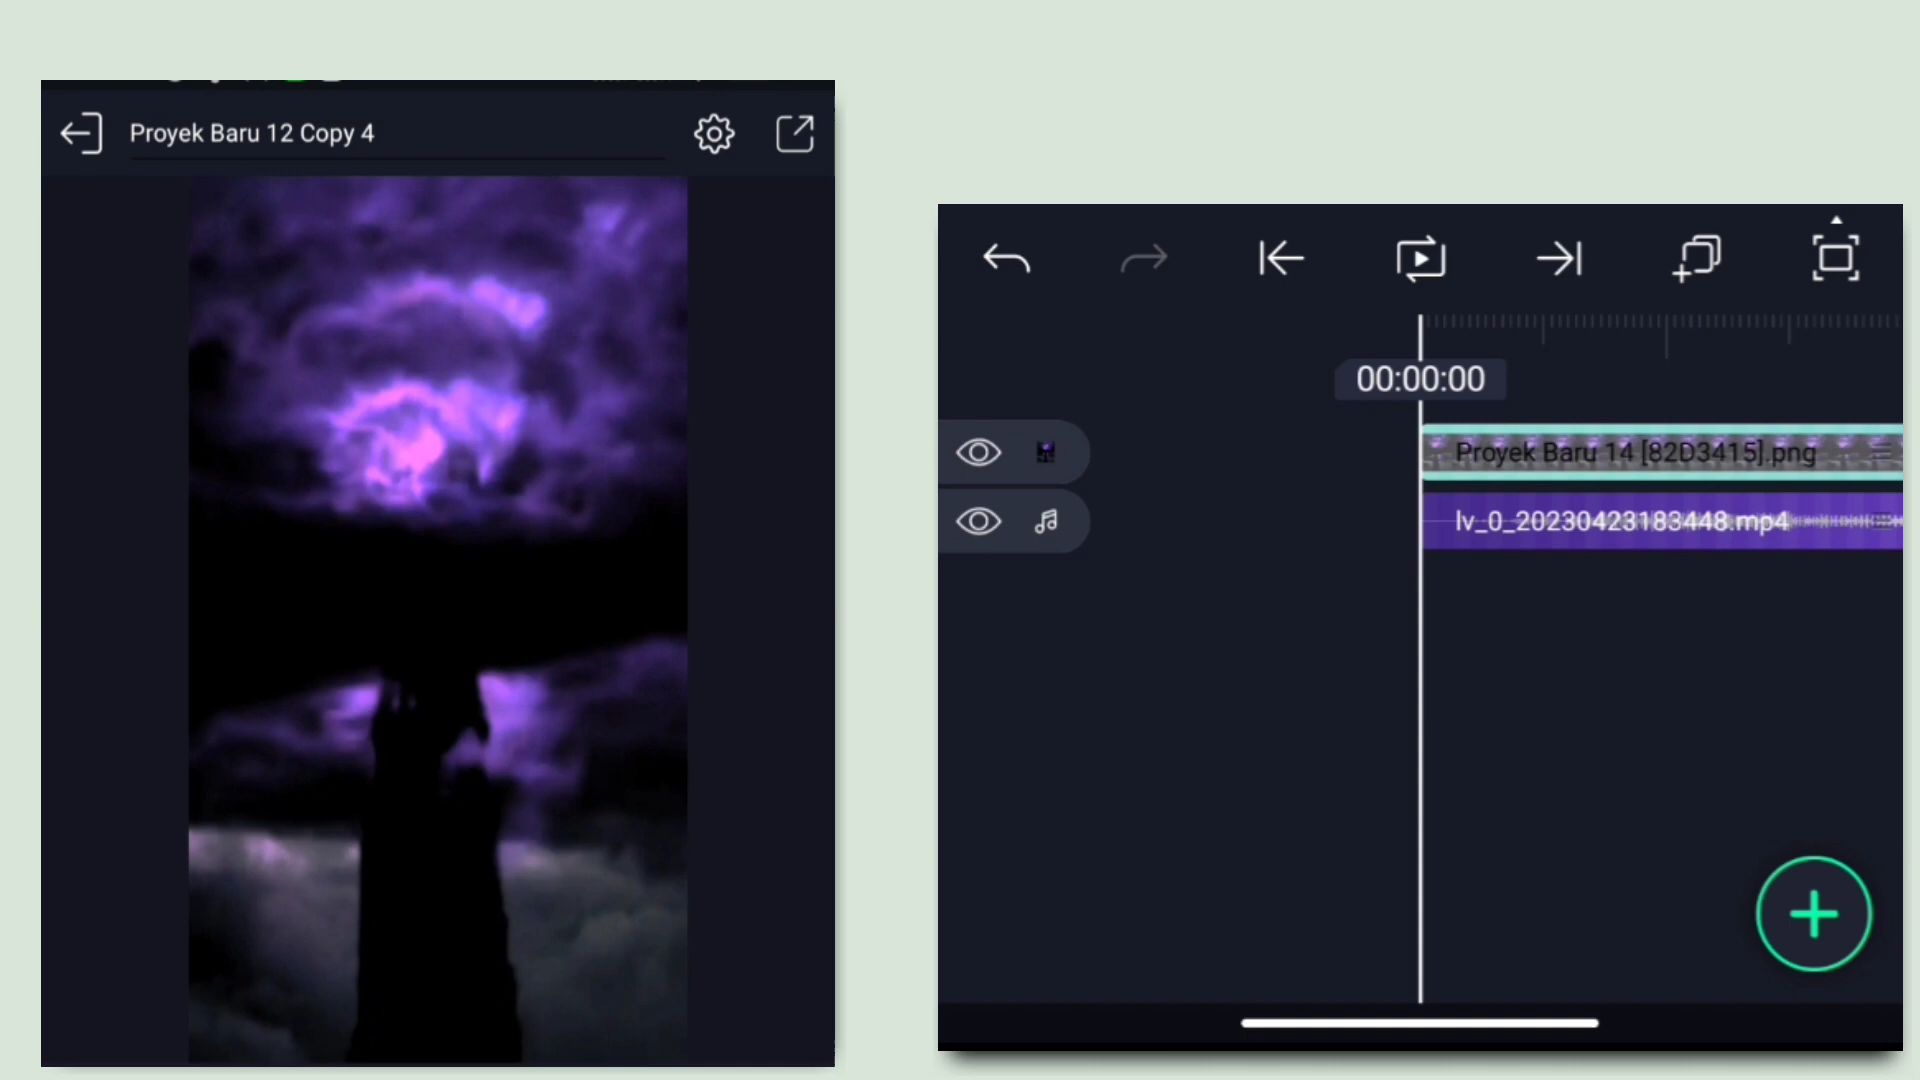 Proyek Baru 12 Copy 4
00:00:00
Proyek Baru 14 [82D3415].png
lv_0_20230423183448.mp4